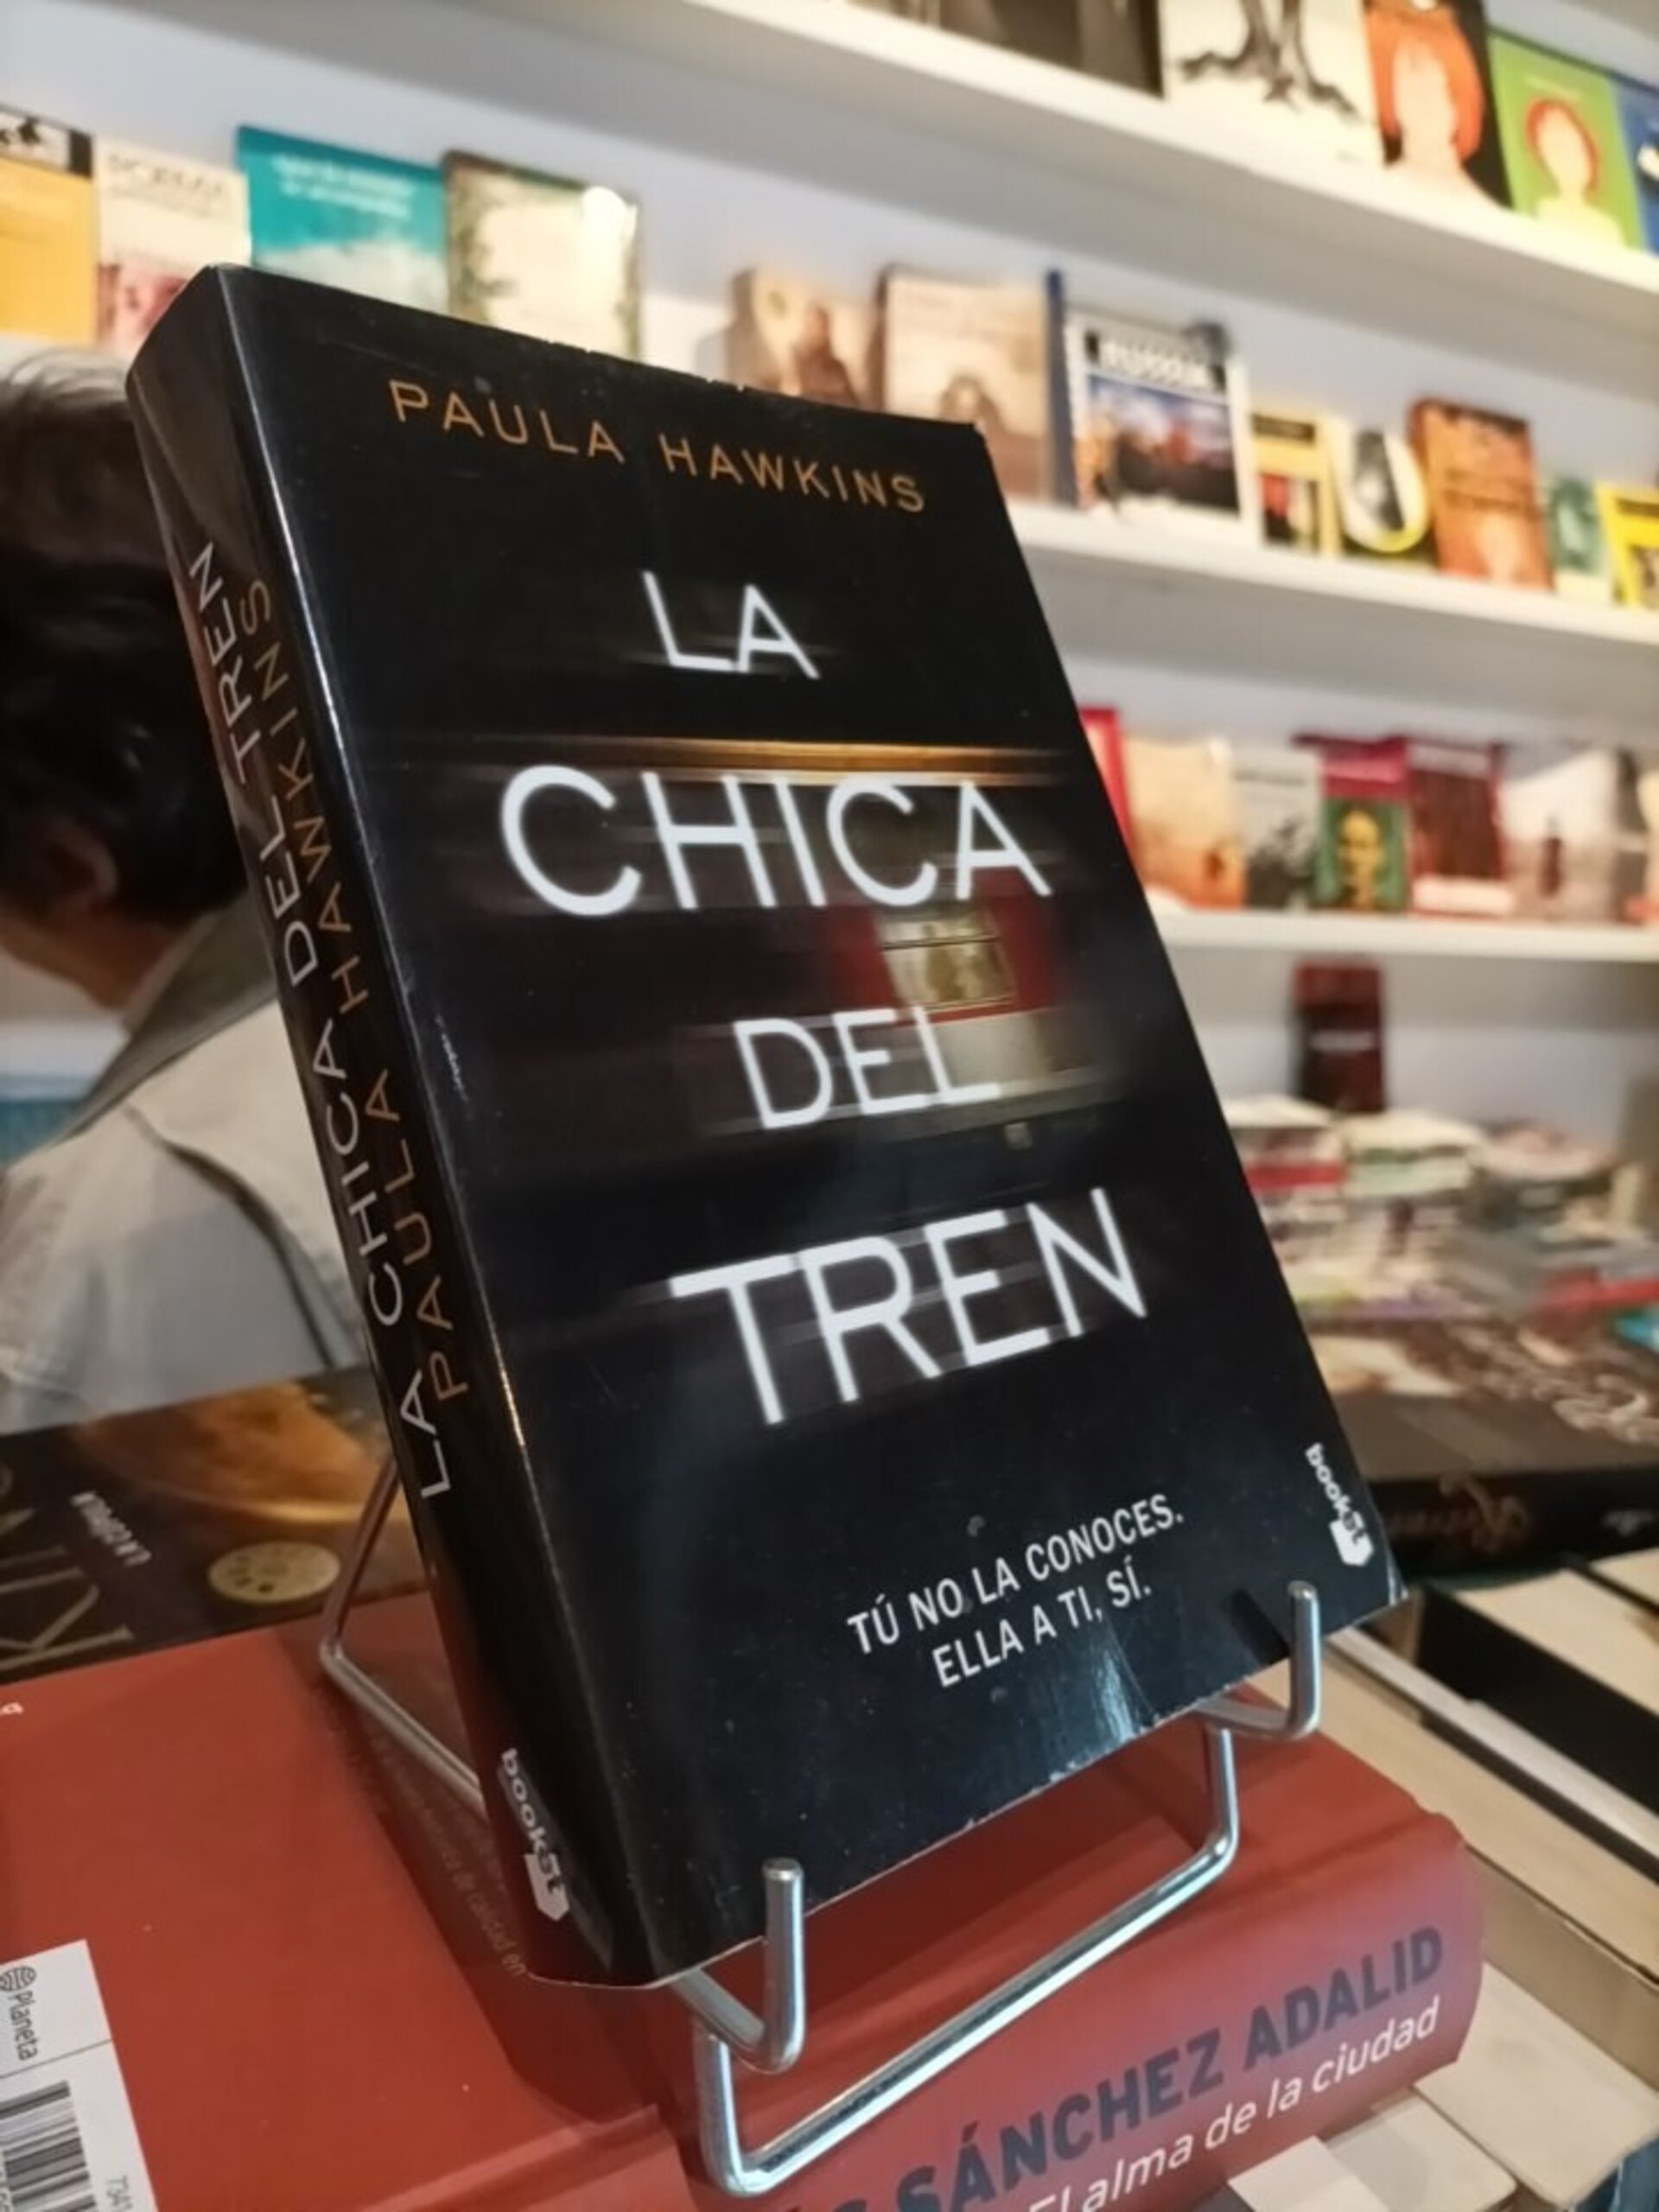 PAULA HAWKINS
LA
CHICA
DEL
TREN
TÚ NO LA CONOCES.
ELLA A TI, SÍ.
booket
LA CHICA DEL TREN
PAULA HAWKINS
booket
Planeta
SÁNCHEZ ADALID
El alma de la ciudad